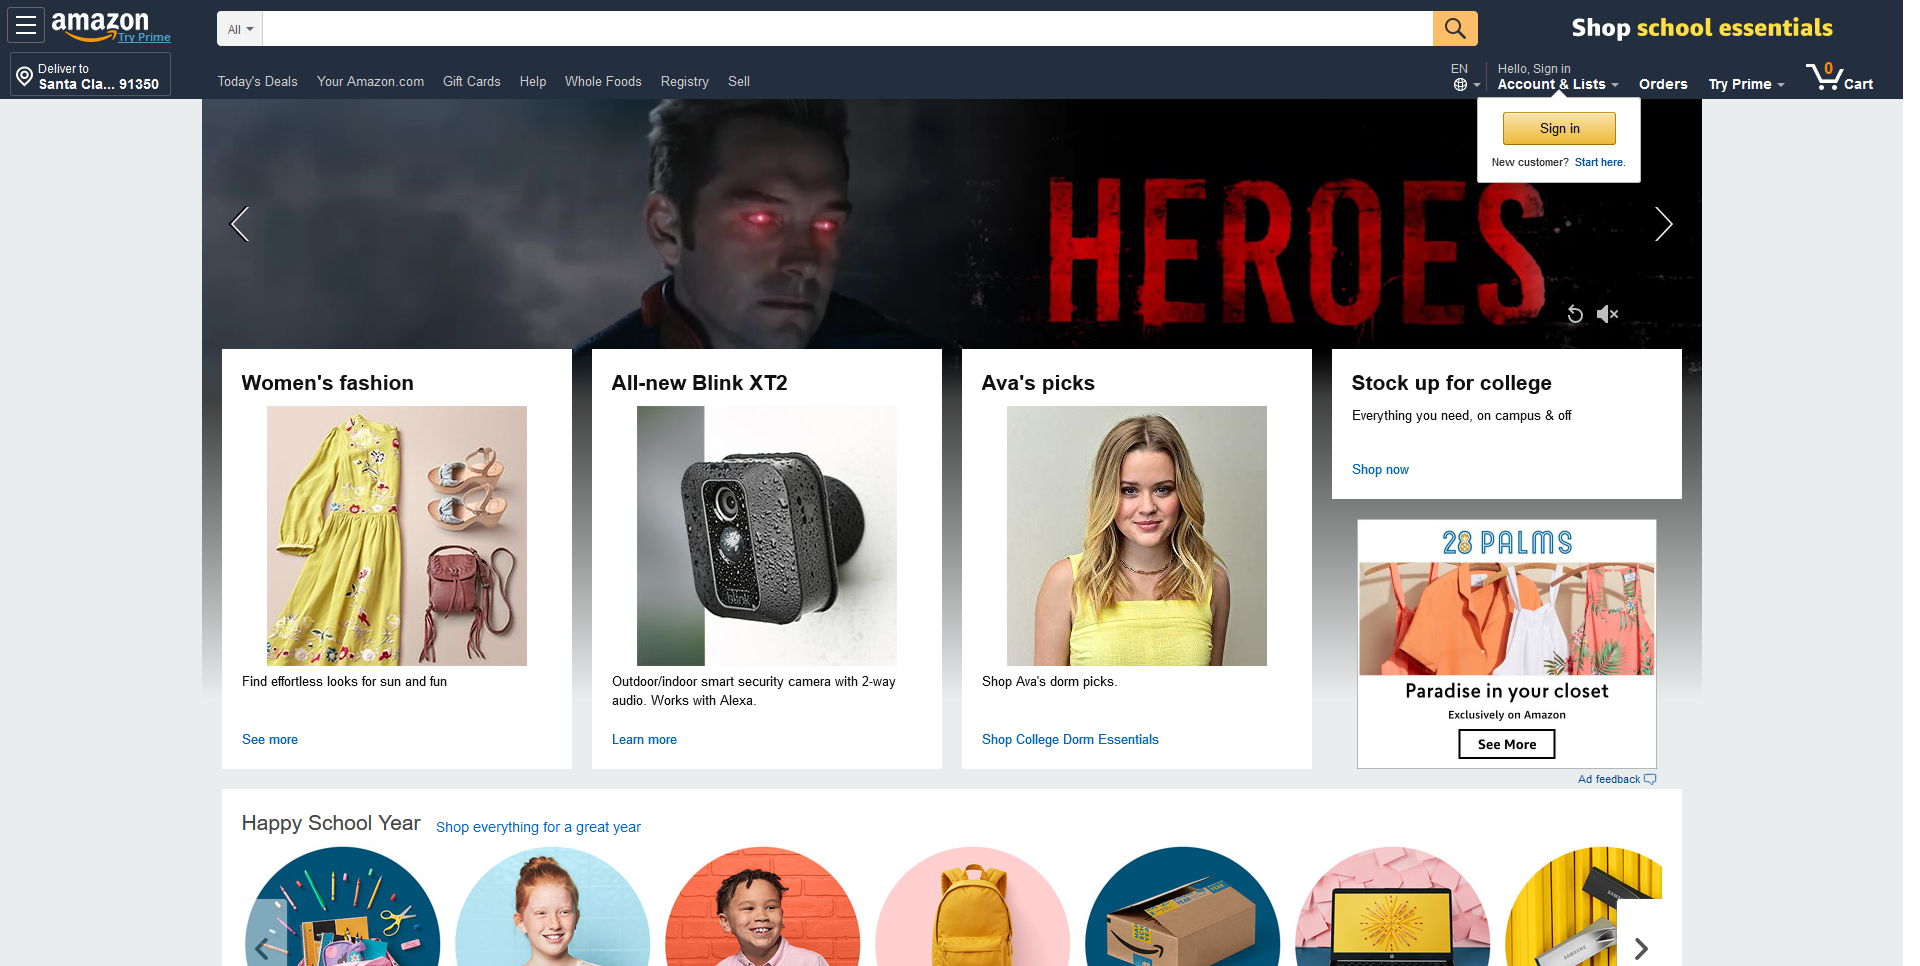 amazon
Try Prime
All
Shop school essentials
Deliver to
Santa Cla... 91350
Today's Deals
Your Amazon.com
Gift Cards
Help
Whole Foods
Registry
Sell
EN
Hello, Sign in
Account & Lists
Orders
Try Prime
0
Cart
Sign in
New customer? Start here.
HEROES
Women's fashion
Find effortless looks for sun and fun
See more
All-new Blink XT2
blink
Outdoor/indoor smart security camera with 2-way
audio. Works with Alexa.
Learn more
Ava's picks
Shop Ava's dorm picks.
Shop College Dorm Essentials
Stock up for college
Everything you need, on campus & off
Shop now
28 PALMS
Paradise in your closet
Exclusively on Amazon
See More
Ad feedback
Happy School Year
Shop everything for a great year
SAMSUNG
SAMSUNG